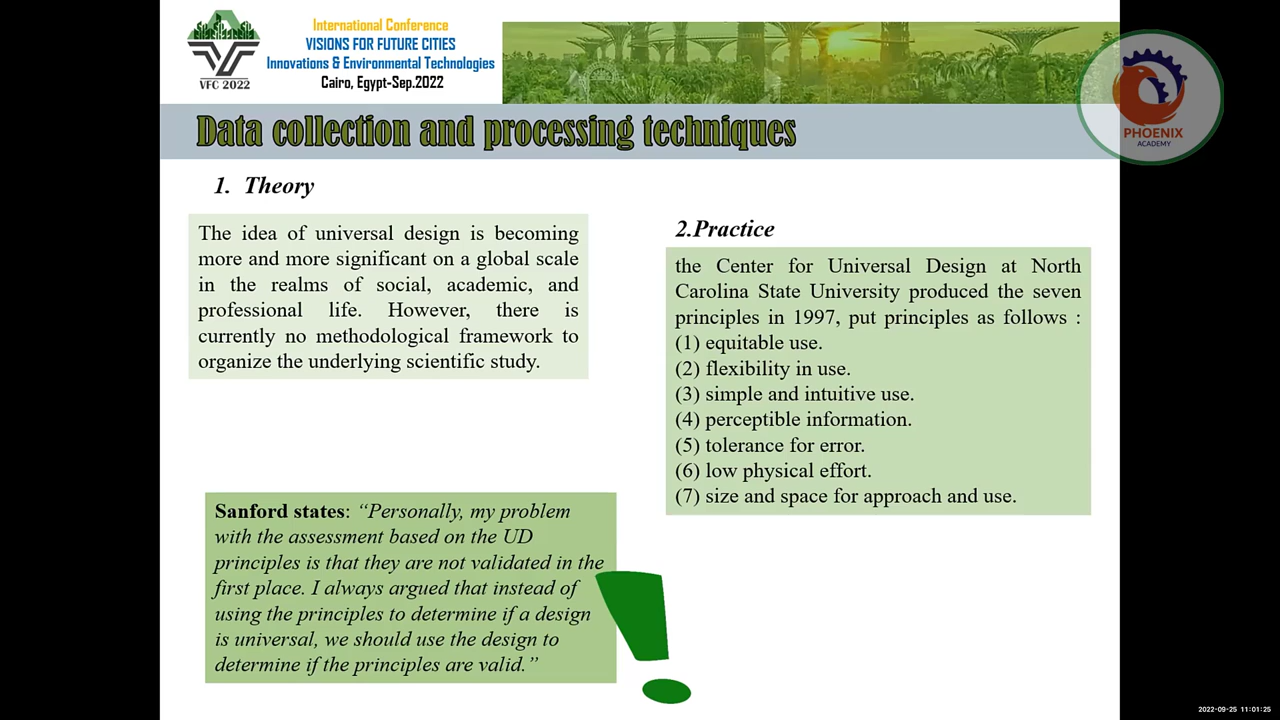 International Conference
VISIONS FOR FUTURE CITIES
Innovations & Environmental Technologies
Cairo, Egypt-Sep.2022
VFC 2022
PHOENIX
ACADEMY
Data collection and processing techniques
1. Theory
The idea of universal design is becoming
more and more significant on a global scale
in the realms of social, academic, and
professional life. However, there is
currently no methodological framework to
organize the underlying scientific study.
2.Practice
the Center for Universal Design at North
Carolina State University produced the seven
principles in 1997, put principles as follows :
(1) equitable use.
(2) flexibility in use.
(3) simple and intuitive use.
(4) perceptible information.
(5) tolerance for error.
(6) low physical effort.
(7) size and space for approach and use.
Sanford states: “Personally, my problem
with the assessment based on the UD
principles is that they are not validated in the
first place. I always argued that instead of
using the principles to determine if a design
is universal, we should use the design to
determine if the principles are valid.”
!
2022-09-25 11:01:25